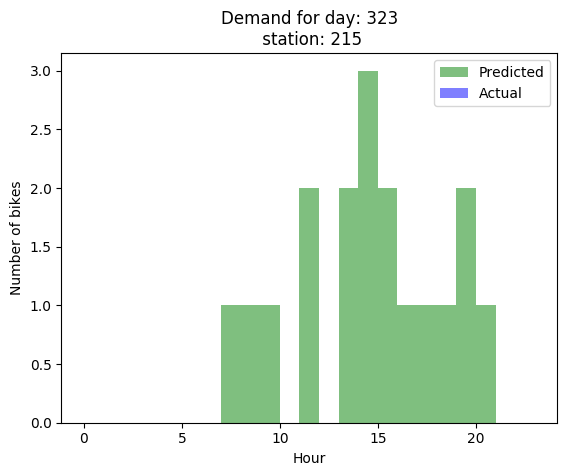 Demand for day: 323
station: 215
Predicted
Actual
3.0
2.5
2.0
1.5
1.0
0.5
0.0
Number of bikes
0 5 10 15 20
Hour